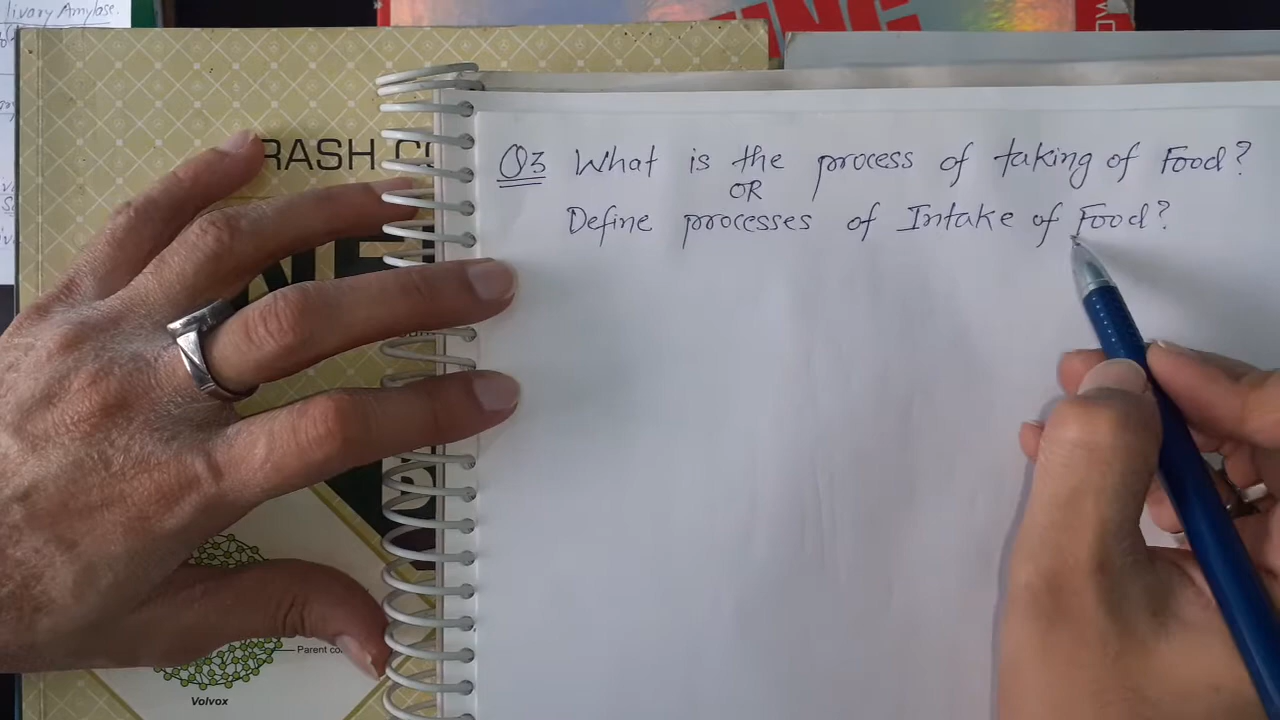 livary Amylase.
RASH C
Q3 What is the process of taking of Food?
OR
Define processes of Intake of Food?
Parent co
Volvox